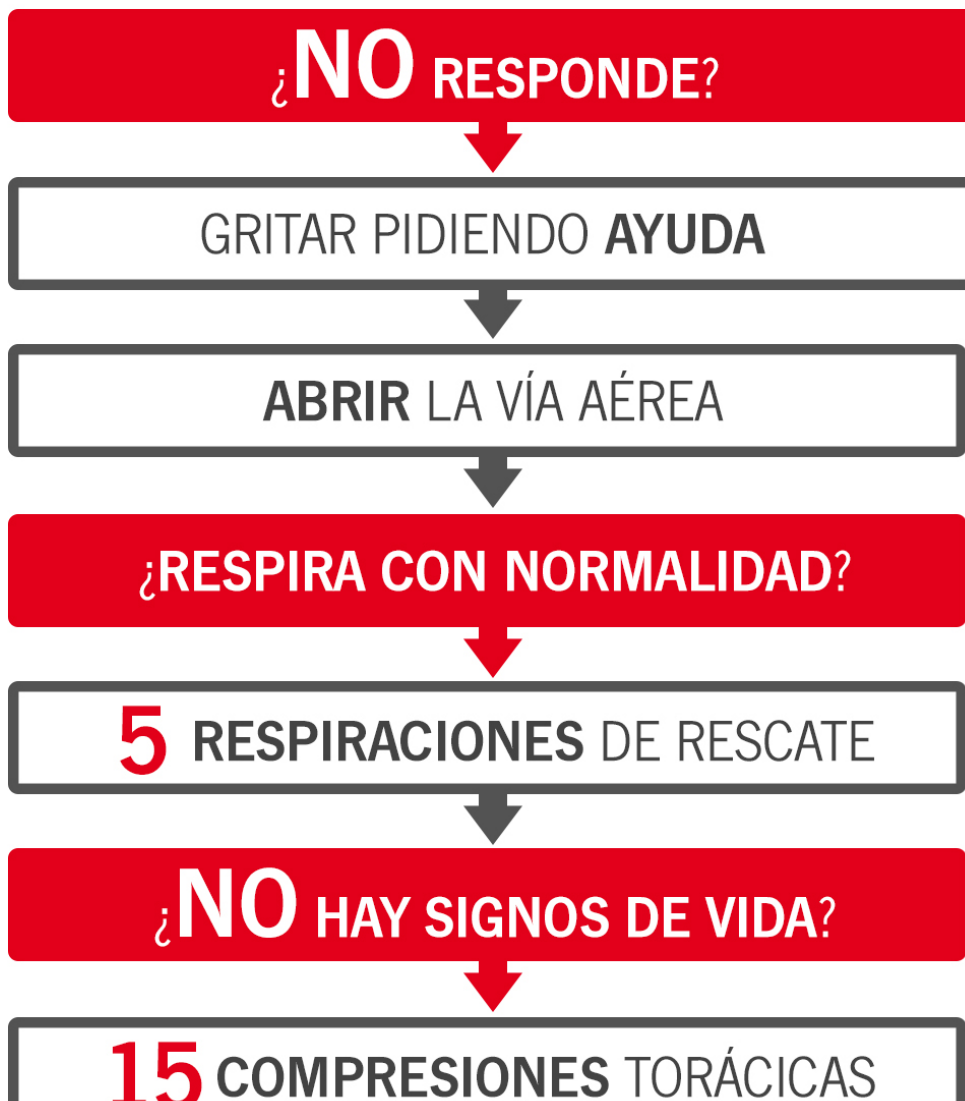 ¿NO RESPONDE?
GRITAR PIDIENDO AYUDA
ABRIR LA VÍA AÉREA
¿RESPIRA CON NORMALIDAD?
5 RESPIRACIONES DE RESCATE
¿NO HAY SIGNOS DE VIDA?
15 COMPRESIONES TORÁCICAS